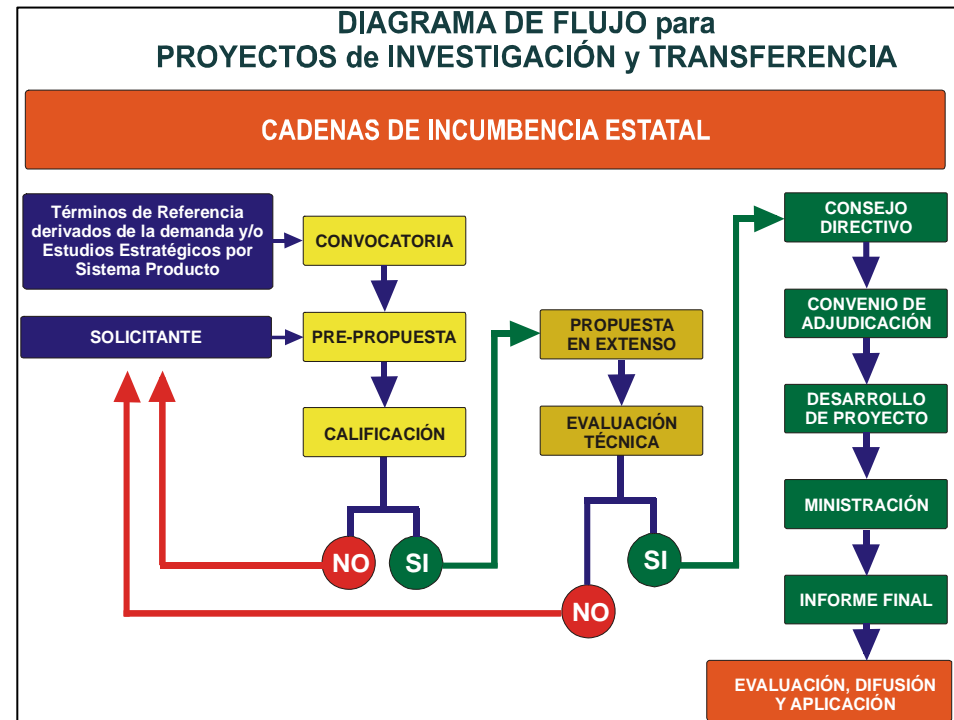 DIAGRAMA DE FLUJO para
PROYECTOS de INVESTIGACIÓN y TRANSFERENCIA
CADENAS DE INCUMBENCIA ESTATAL
Términos de Referencia
derivados de la demanda y/o
Estudios Estratégicos por
Sistema Producto
CONVOCATORIA
SOLICITANTE
PRE-PROPUESTA
CALIFICACIÓN
NO
SI
PROPUESTA
EN EXTENSO
EVALUACIÓN
TÉCNICA
NO
SI
CONSEJO
DIRECTIVO
CONVENIO DE
ADJUDICACIÓN
DESARROLLO
DE PROYECTO
MINISTRACIÓN
INFORME FINAL
EVALUACIÓN, DIFUSIÓN
Y APLICACIÓN